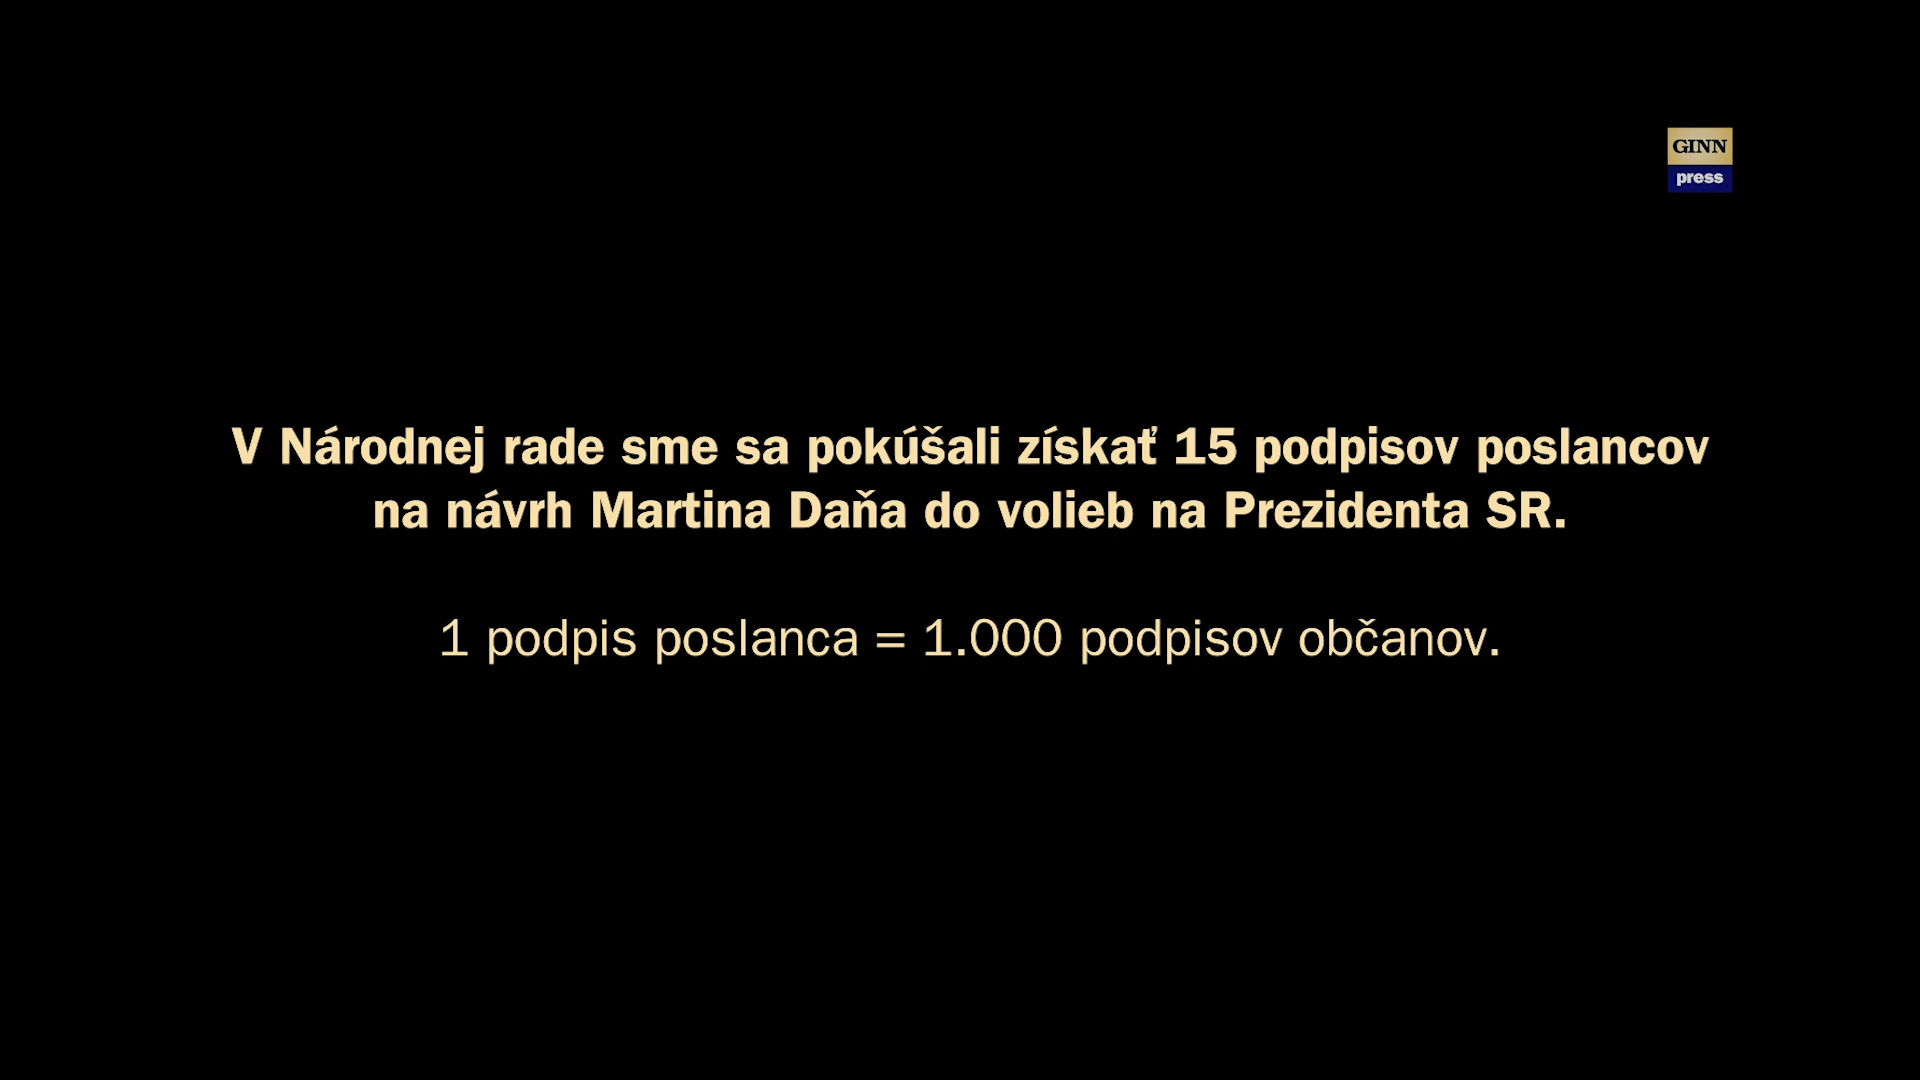 GINN
press
V Národnej rade sme sa pokúšali získať 15 podpisov poslancov
na návrh Martina Daňa do volieb na Prezidenta SR.
1 podpis poslanca = 1.000 podpisov občanov.